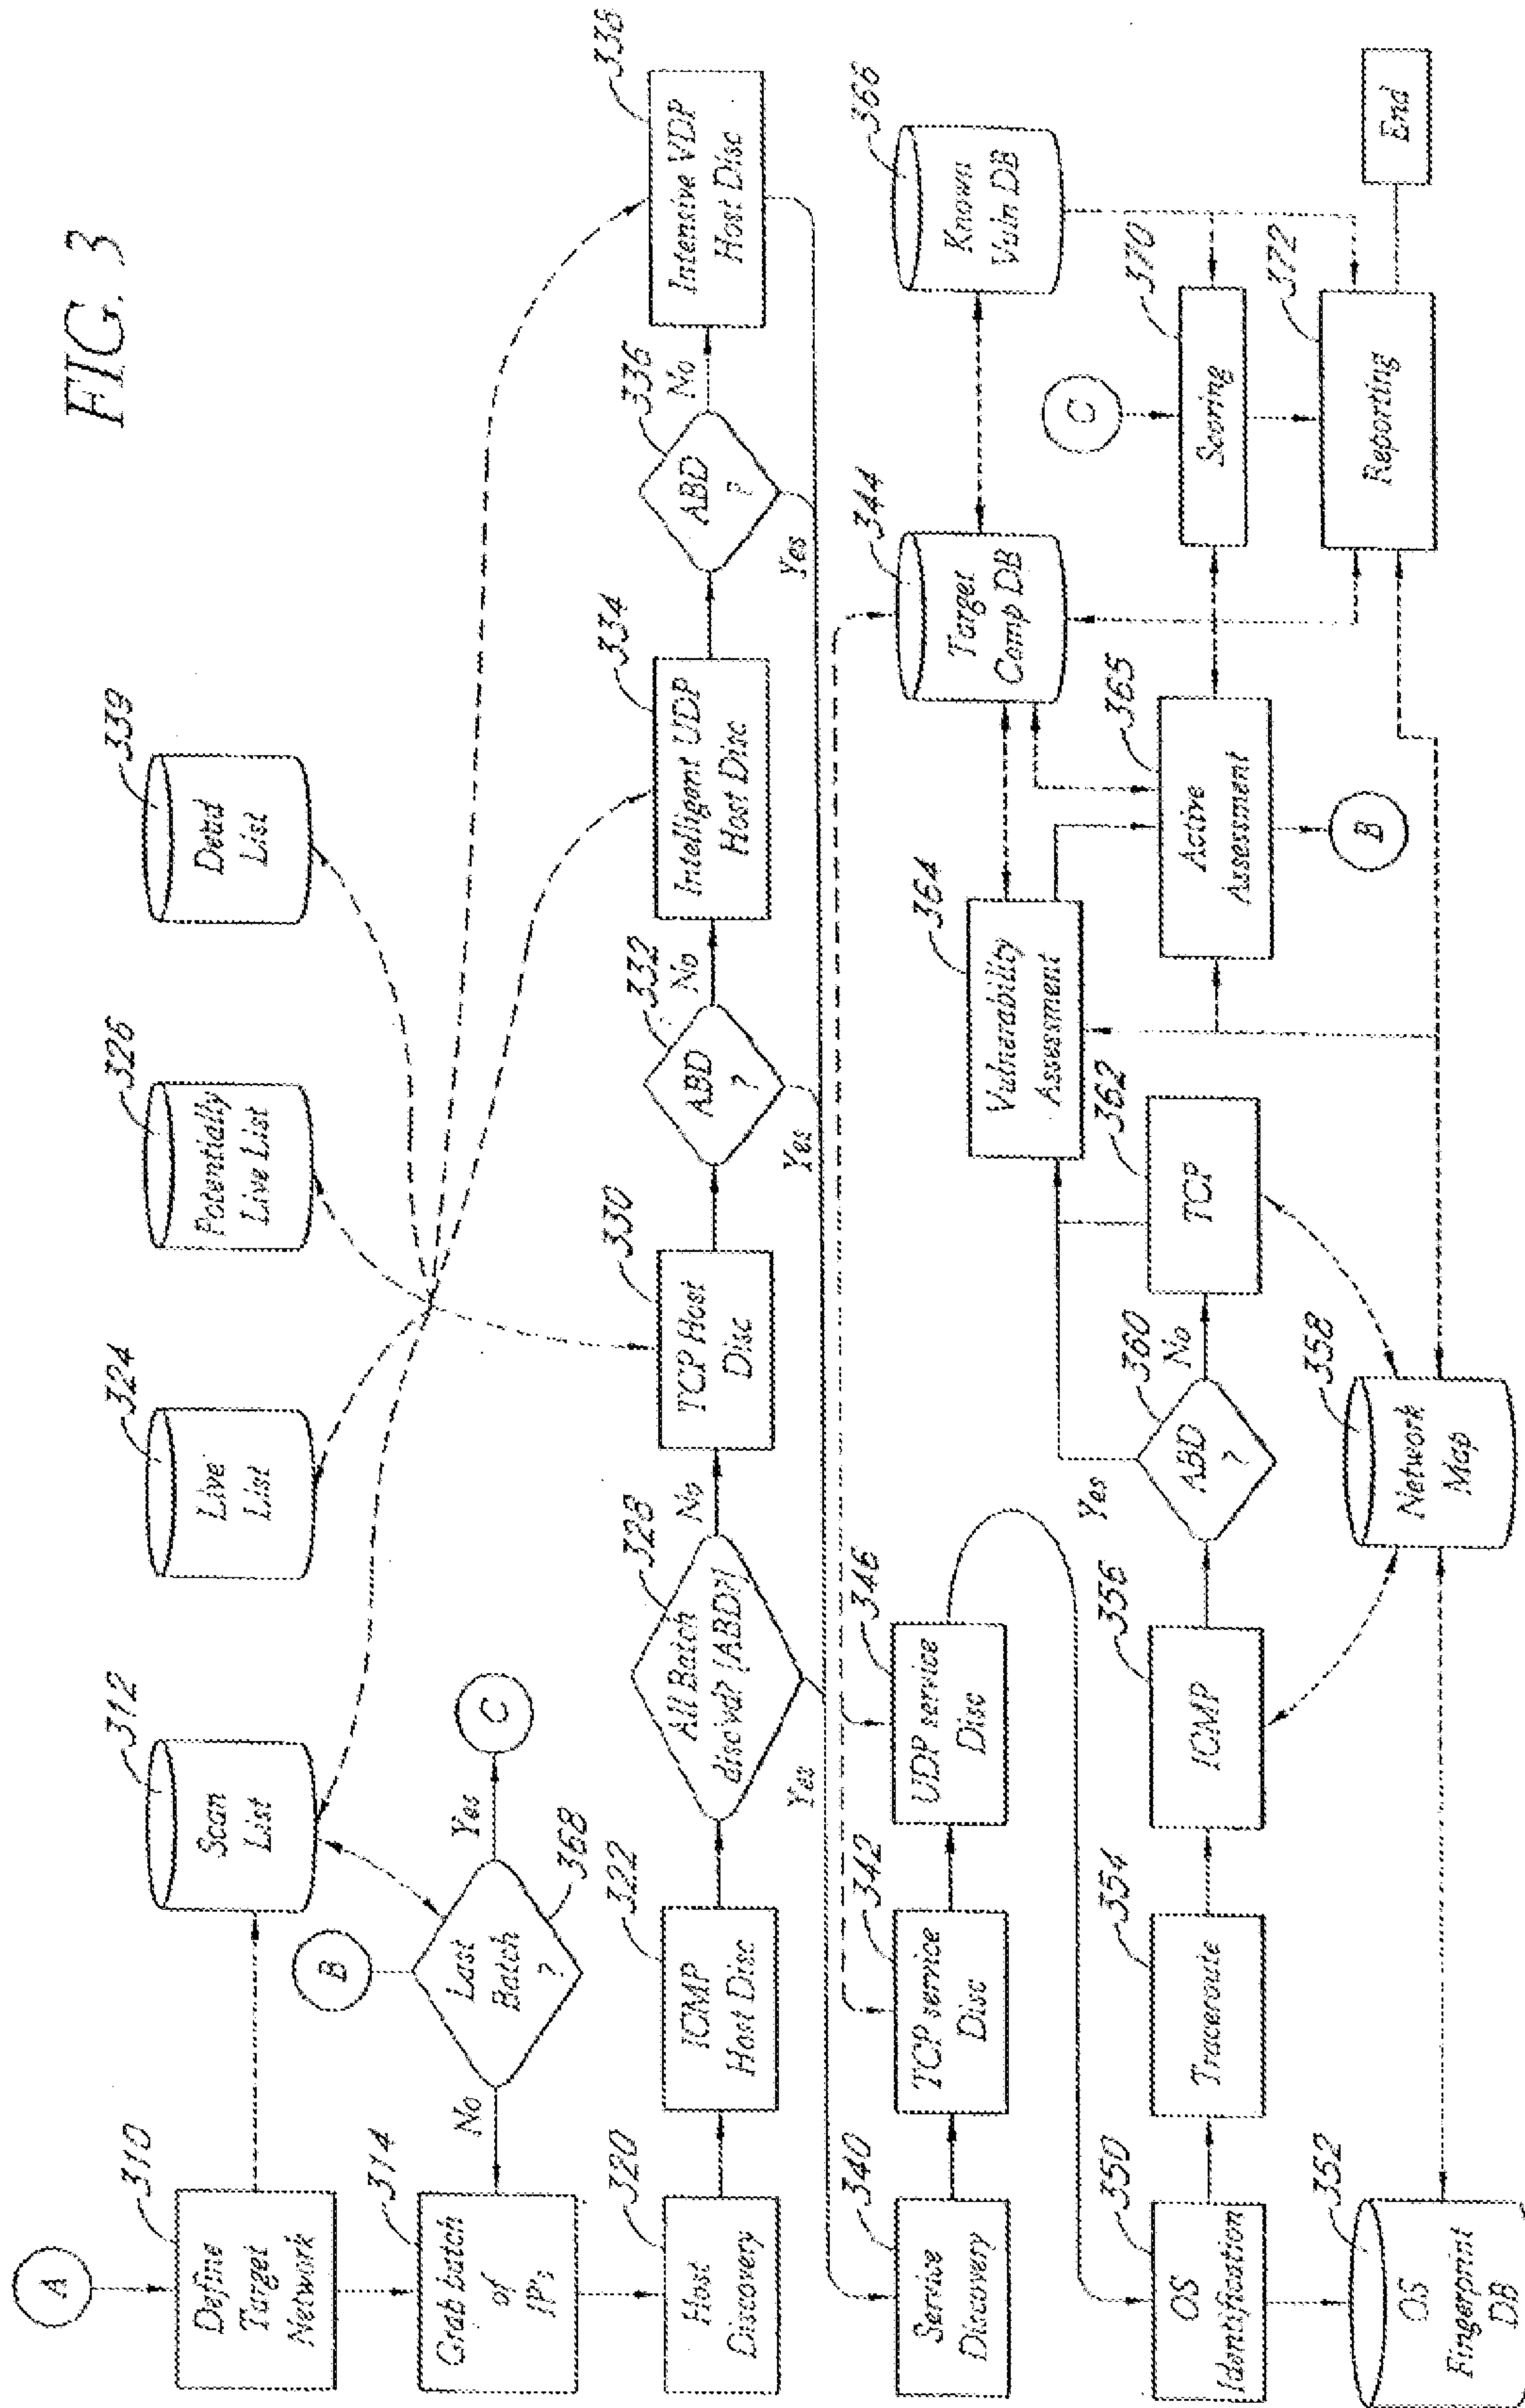 FIG. 3
A
310
Define
Target
Network
312
Scan
List
324
Live
List
326
Potentially
Live List
339
Dead
List
B
314
Grab batch
of
IP's
No
Last
Batch
?
368
Yes
C
320
Host
Discovery
322
ICMP
Host Disc
328
All Batch
disc'vd? [ABD?]
No
Yes
330
TCP Host
Disc
332
ABD
?
No
Yes
334
Intelligent UDP
Host Disc
336
ABD
?
No
Yes
338
Intensive VDP
Host Disc
340
Service
Discovery
342
TCP service
Disc
346
UDP service
Disc
344
Target
Comp DB
366
Known
Vuln DB
350
OS
Identification
354
Traceroute
356
ICMP
360
ABD
?
Yes
No
362
TCP
364
Vulnerability
Assessment
365
Active
Assessment
B
C
370
Scoring
372
Reporting
End
352
OS
Fingerprint
DB
358
Network
Map